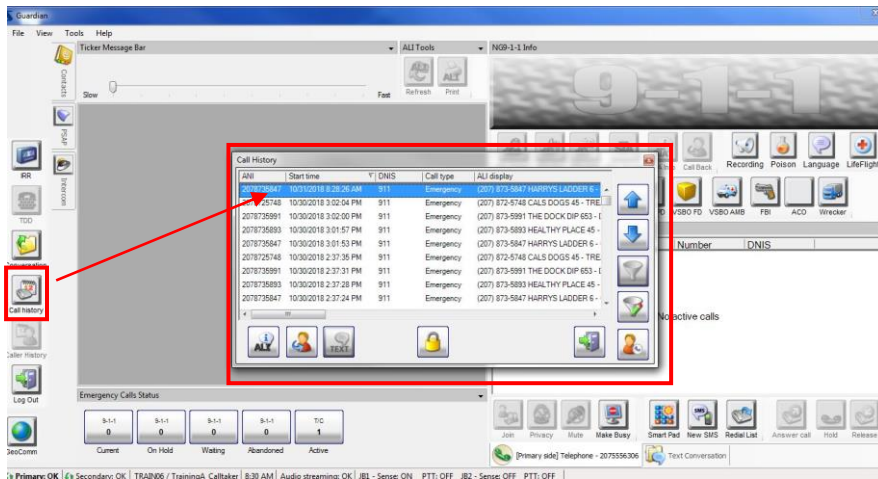 Guardian
File View Tools Help
Ticker Message Bar
ALI Tools
NG9-1-1 Info
Contacts
PSAP
Intercom
Slow
Fast
Refresh
Print
9-1-1
IRR
TDD
Conversation
Call history
Caller History
Log Out
GeoComm
Call Back
Recording
Poison
Language
LifeFlight
VSBO FD
VSBO AMB
FBI
ACO
Wrecker
Number
DNIS
No active calls
Call History
ANI Start time DNIS Call type ALI display
2078735847 10/31/2018 8:28:26 AM 911 Emergency (207) 873-5847 HARRYS LADDER 6 -
2078725748 10/30/2018 3:02:04 PM 911 Emergency (207) 872-5748 CALS DOGS 45 - TRE.
2078735991 10/30/2018 3:02:00 PM 911 Emergency (207) 873-5991 THE DOCK DIP 653 - 
2078735893 10/30/2018 3:01:57 PM 911 Emergency (207) 873-5893 HEALTHY PLACE 45 -
2078735847 10/30/2018 3:01:53 PM 911 Emergency (207) 873-5847 HARRYS LADDER 6 -
2078725748 10/30/2018 2:37:35 PM 911 Emergency (207) 872-5748 CALS DOGS 45 - TRE.
2078735991 10/30/2018 2:37:31 PM 911 Emergency (207) 873-5991 THE DOCK DIP 653 - 
2078735893 10/30/2018 2:37:28 PM 911 Emergency (207) 873-5893 HEALTHY PLACE 45 -
2078735847 10/30/2018 2:37:24 PM 911 Emergency (207) 873-5847 HARRYS LADDER 6 -
ALI
TEXT
Emergency Calls Status
9-1-1 9-1-1 9-1-1 9-1-1 T/C
0 0 0 0 1
Current On Hold Waiting Abandoned Active
Join Privacy Mute Make Busy Smart Pad New SMS Redial List Answer call Hold Release
[Primary side] Telephone - 2075556306
Text Conversation
Primary: OK Secondary: OK TRAIN06 / TrainingA_Calltaker 8:30 AM Audio streaming: OK JB1 - Sense: ON PTT: OFF JB2 - Sense: OFF PTT: OFF